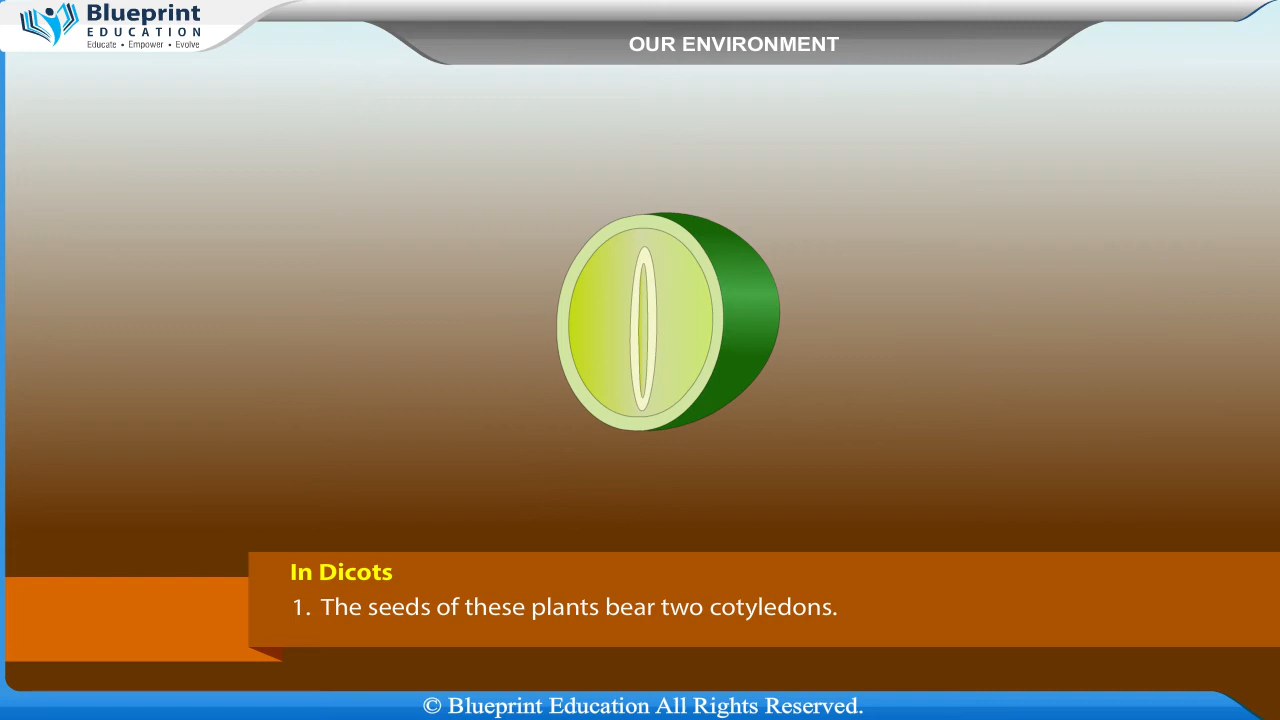 Blueprint
EDUCATION
Educate • Empower • Evolve
OUR ENVIRONMENT
In Dicots
1. The seeds of these plants bear two cotyledons.
© Blueprint Education All Rights Reserved.